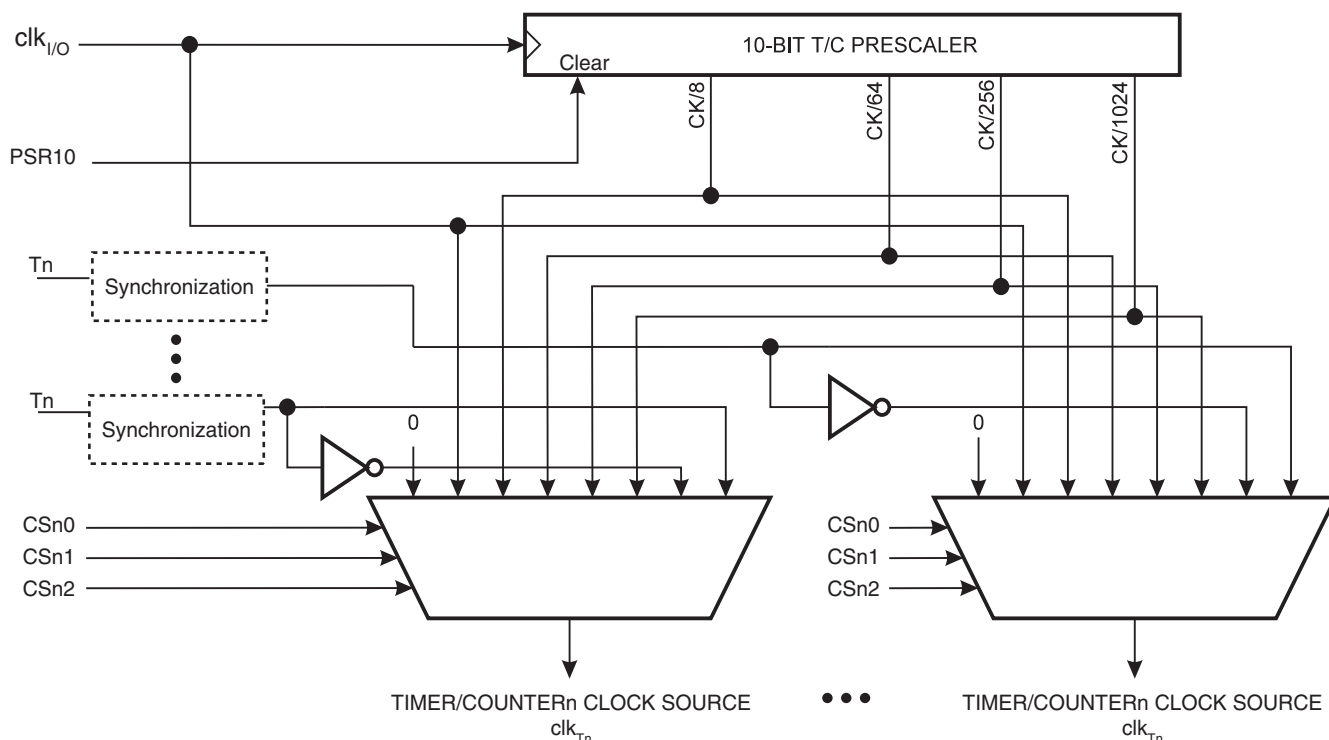 clkI/O
10-BIT T/C PRESCALER
Clear
CK/8
CK/64
CK/256
CK/1024
PSR10
Tn
Synchronization
Tn
Synchronization
0
0
CSn0
CSn1
CSn2
CSn0
CSn1
CSn2
TIMER/COUNTERn CLOCK SOURCE
clkTn
TIMER/COUNTERn CLOCK SOURCE
clkTn